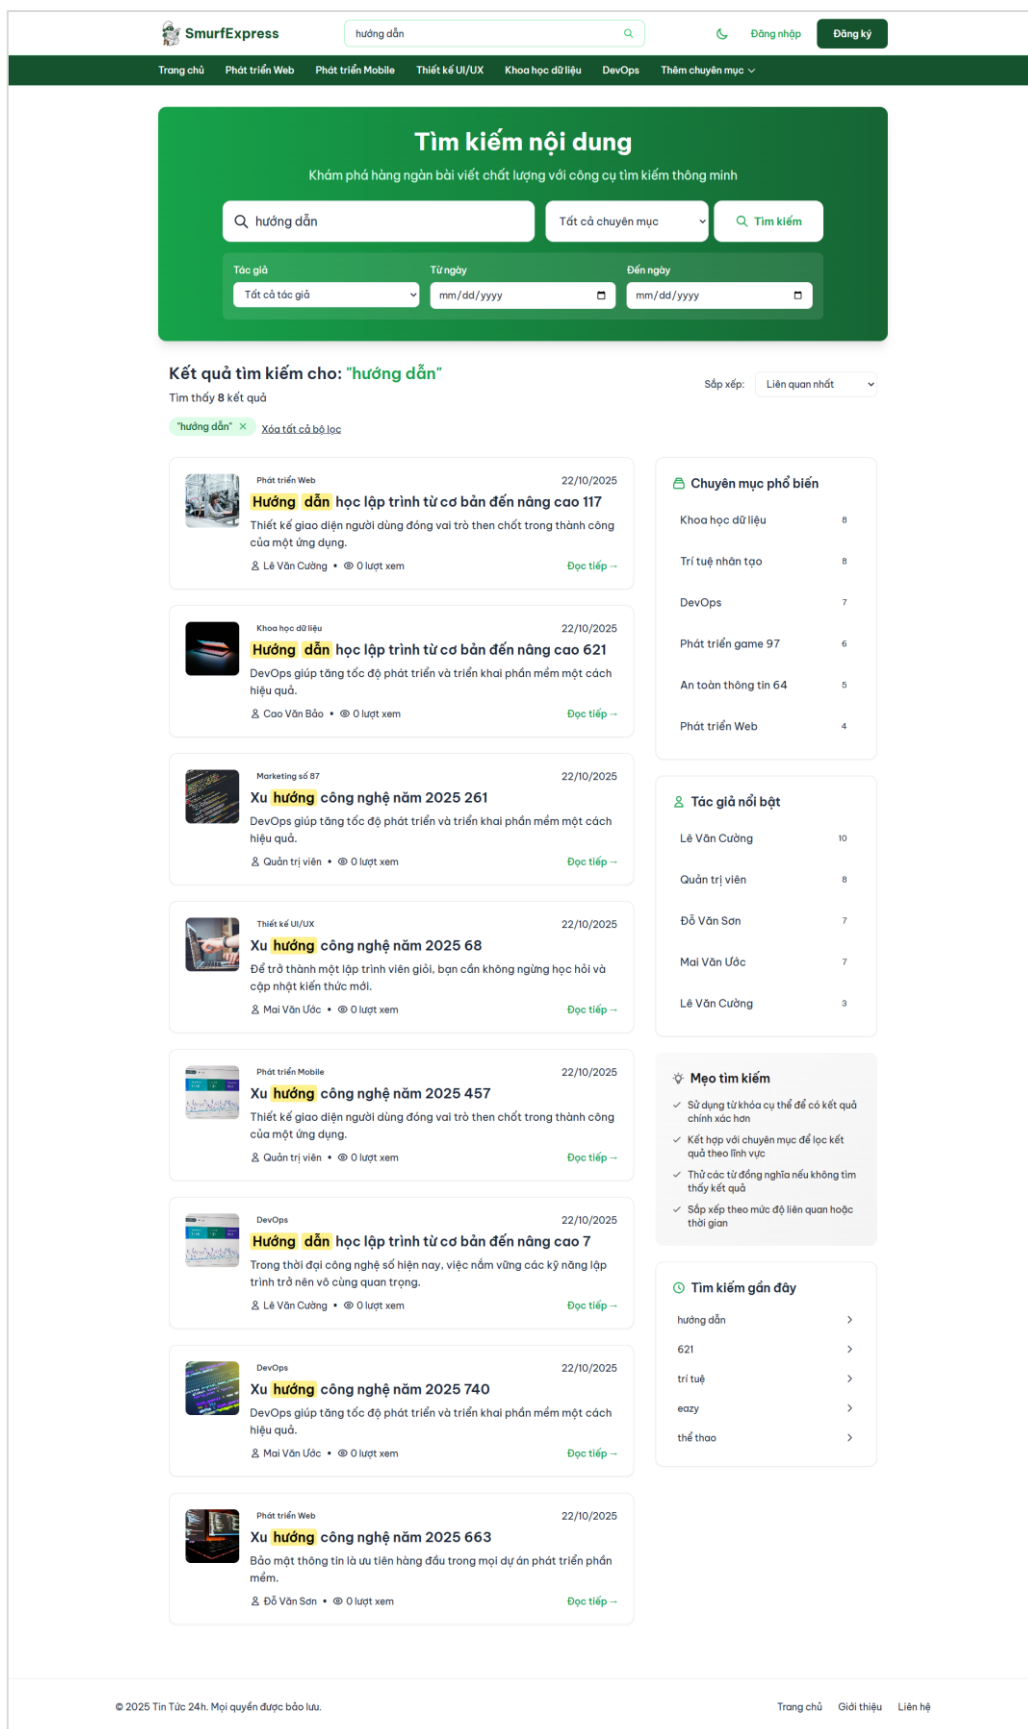 SmurfExpress
hướng dẫn
Đăng nhập
Đăng ký
Trang chủ Phát triển Web Phát triển Mobile Thiết kế UI/UX Khoa học dữ liệu DevOps Thêm chuyên mục
Tìm kiếm nội dung
Khám phá hàng ngàn bài viết chất lượng với công cụ tìm kiếm thông minh
hướng dẫn
Tất cả chuyên mục
Tìm kiếm
Tác giả Từ ngày Đến ngày
Tất cả tác giả mm/dd/yyyy mm/dd/yyyy
Kết quả tìm kiếm cho: "hướng dẫn"
Tìm thấy 8 kết quả
Sắp xếp: Liên quan nhất
"hướng dẫn" × Xóa tất cả bộ lọc
Phát triển Web 22/10/2025
Hướng dẫn học lập trình từ cơ bản đến nâng cao 117
Thiết kế giao diện người dùng đóng vai trò then chốt trong thành công
của một ứng dụng.
Lê Văn Cường • 0 lượt xem Đọc tiếp →
Khoa học dữ liệu 22/10/2025
Hướng dẫn học lập trình từ cơ bản đến nâng cao 621
DevOps giúp tăng tốc độ phát triển và triển khai phần mềm một cách
hiệu quả.
Cao Văn Bảo • 0 lượt xem Đọc tiếp →
Marketing số 87 22/10/2025
Xu hướng công nghệ năm 2025 261
DevOps giúp tăng tốc độ phát triển và triển khai phần mềm một cách
hiệu quả.
Quản trị viên • 0 lượt xem Đọc tiếp →
Thiết kế UI/UX 22/10/2025
Xu hướng công nghệ năm 2025 68
Để trở thành một lập trình viên giỏi, bạn cần không ngừng học hỏi và
cập nhật kiến thức mới.
Mai Văn Ước • 0 lượt xem Đọc tiếp →
Phát triển Mobile 22/10/2025
Xu hướng công nghệ năm 2025 457
Thiết kế giao diện người dùng đóng vai trò then chốt trong thành công
của một ứng dụng.
Quản trị viên • 0 lượt xem Đọc tiếp →
DevOps 22/10/2025
Hướng dẫn học lập trình từ cơ bản đến nâng cao 7
Trong thời đại công nghệ số hiện nay, việc nắm vững các kỹ năng lập
trình trở nên vô cùng quan trọng.
Lê Văn Cường • 0 lượt xem Đọc tiếp →
DevOps 22/10/2025
Xu hướng công nghệ năm 2025 740
DevOps giúp tăng tốc độ phát triển và triển khai phần mềm một cách
hiệu quả.
Mai Văn Ước • 0 lượt xem Đọc tiếp →
Phát triển Web 22/10/2025
Xu hướng công nghệ năm 2025 663
Bảo mật thông tin là ưu tiên hàng đầu trong mọi dự án phát triển phần
mềm.
Đỗ Văn Sơn • 0 lượt xem Đọc tiếp →
Chuyên mục phổ biến
Khoa học dữ liệu 8
Trí tuệ nhân tạo 8
DevOps 7
Phát triển game 97 6
An toàn thông tin 64 5
Phát triển Web 4
Tác giả nổi bật
Lê Văn Cường 10
Quản trị viên 8
Đỗ Văn Sơn 7
Mai Văn Ước 7
Lê Văn Cường 3
Mẹo tìm kiếm
Sử dụng từ khóa cụ thể để có kết quả
chính xác hơn
Kết hợp với chuyên mục để lọc kết
quả theo lĩnh vực
Thử các từ đồng nghĩa nếu không tìm
thấy kết quả
Sắp xếp theo mức độ liên quan hoặc
thời gian
Tìm kiếm gần đây
hướng dẫn
621
trí tuệ
eazy
thể thao
© 2025 Tin Tức 24h. Mọi quyền được bảo lưu.
Trang chủ Giới thiệu Liên hệ